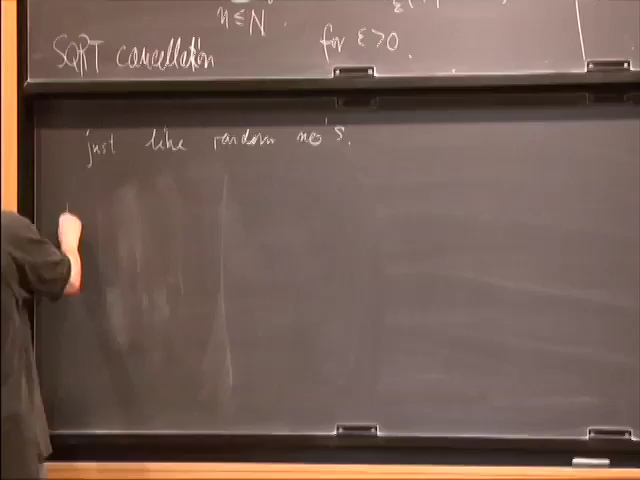 n ≤ N.
SQRT cancellation
for ε>0.
just like random no's.